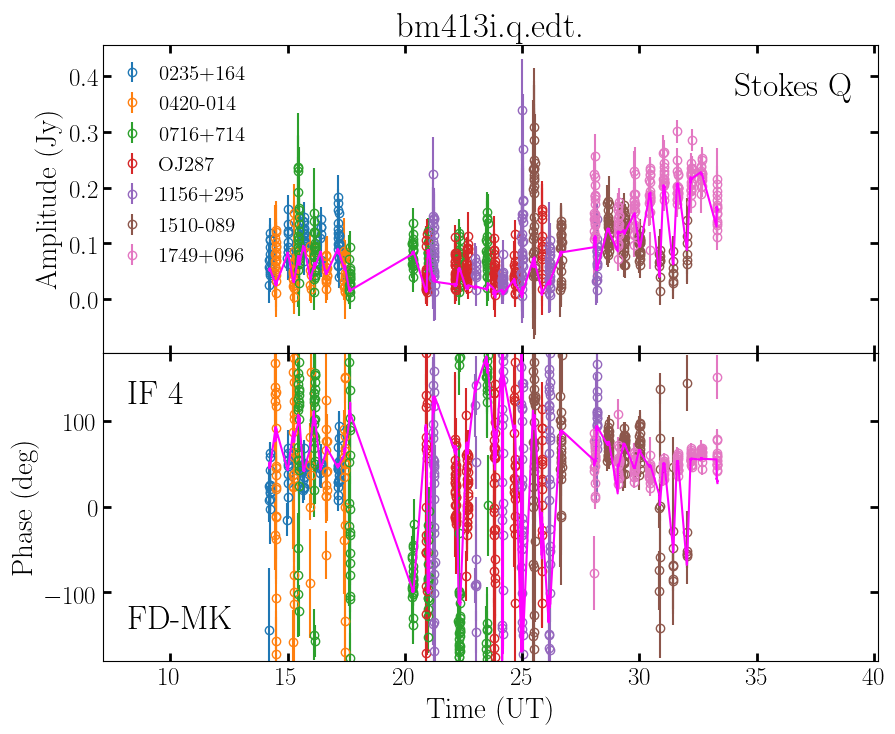 bm413i.q.edt.
Stokes Q
0235+164
0420-014
0716+714
OJ287
1156+295
1510-089
1749+096
Amplitude (Jy)
0.4
0.3
0.2
0.1
0.0
IF 4
FD-MK
Phase (deg)
100
0
−100
10
15
20
25
30
35
40
Time (UT)